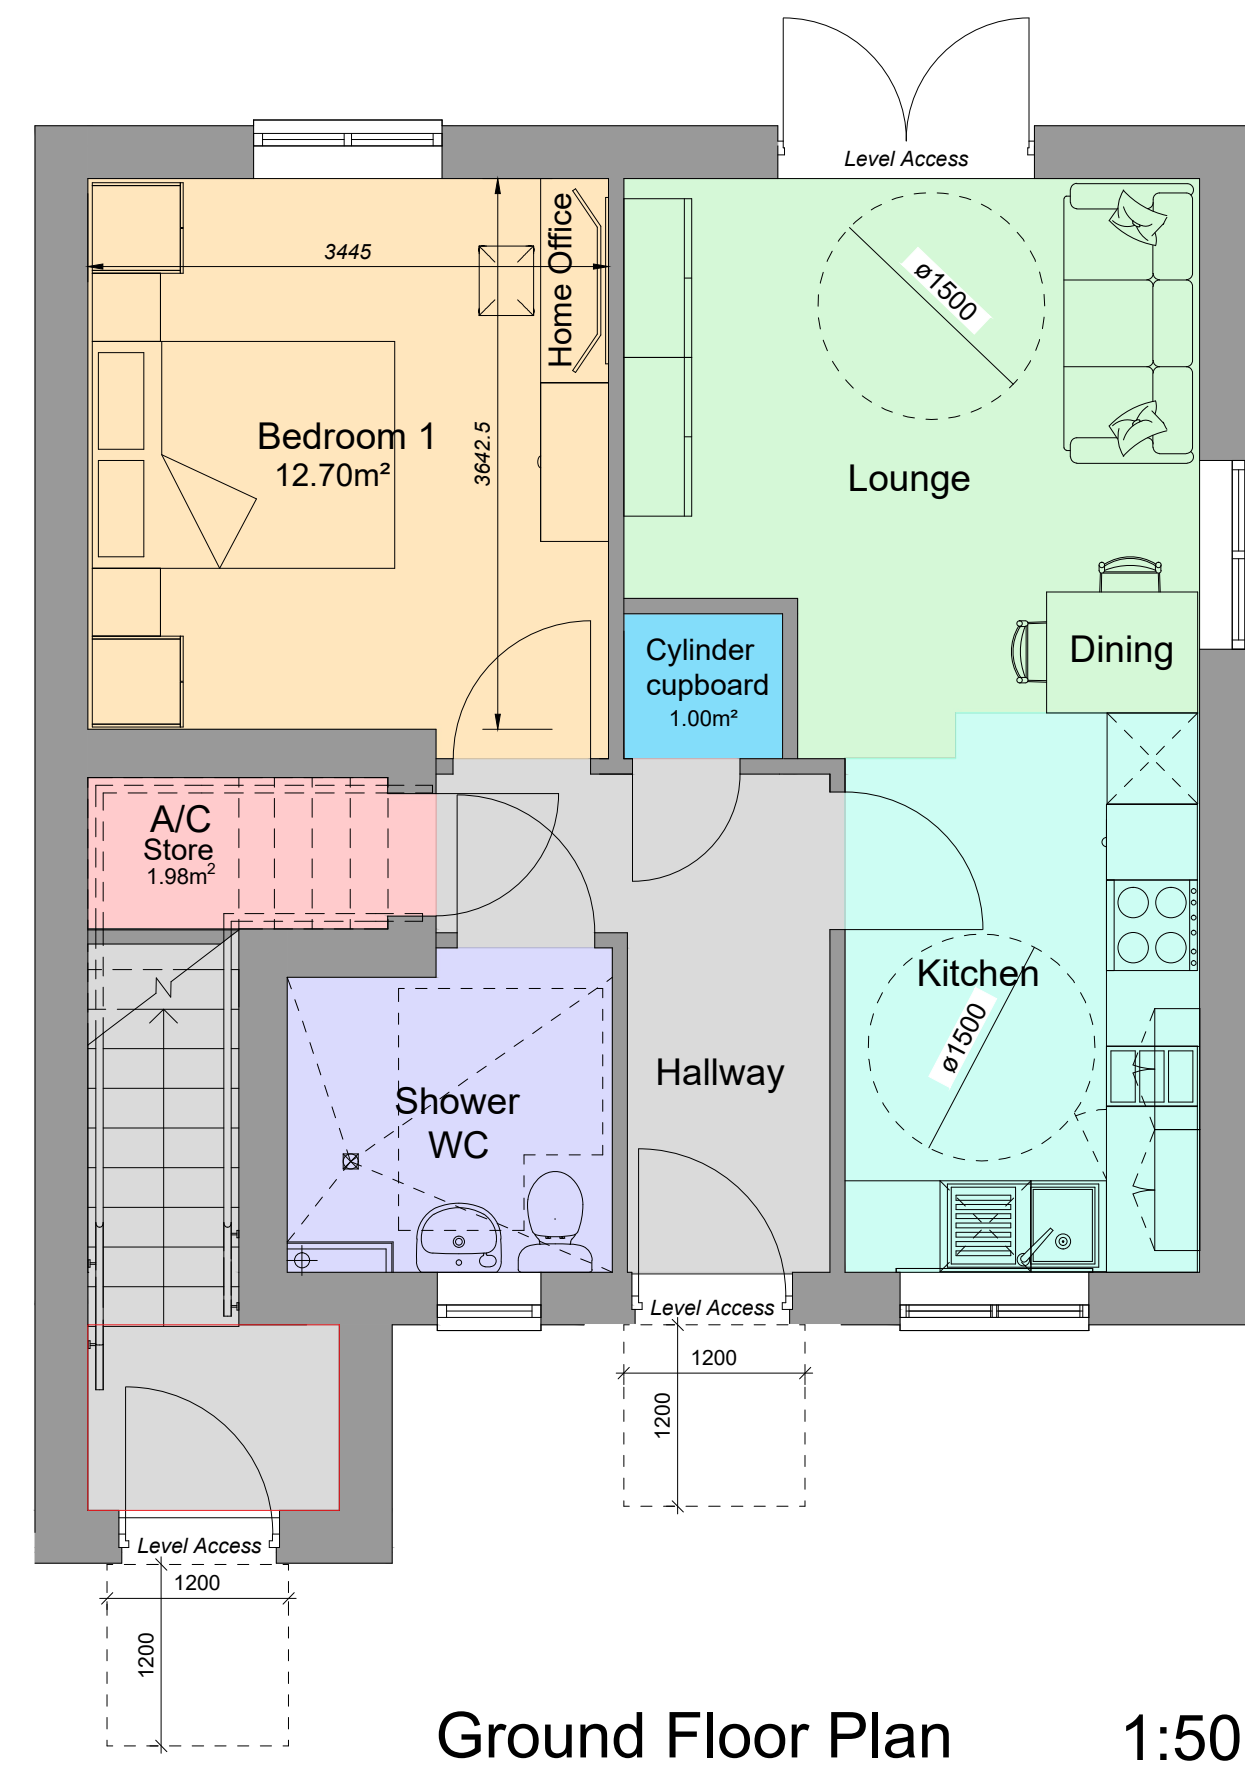 Level Access
3445
Home Office
ø1500
Bedroom 1
12.70m²
3642.5
Lounge
Cylinder
cupboard
1.00m²
Dining
A/C
Store
1.98m²
Kitchen
ø1500
Hallway
Shower
WC
Level Access
1200
1200
Level Access
1200
1200
Ground Floor Plan 1:50